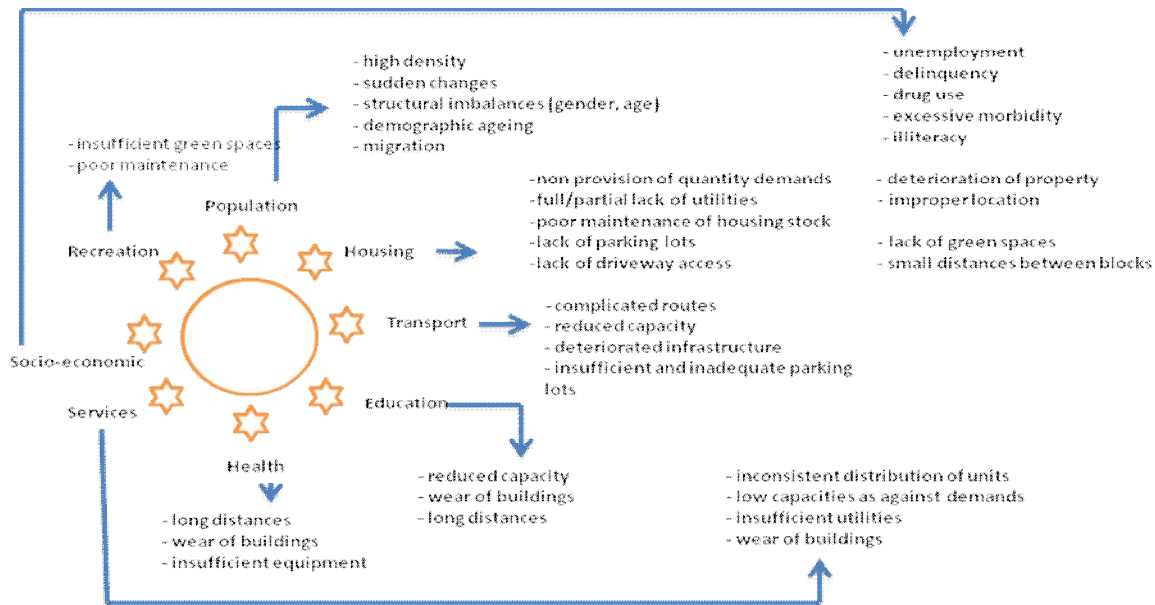 - high density
- sudden changes
- structural imbalances (gender, age)
- demographic ageing
- migration
- unemployment
- delinquency
- drug use
- excessive morbidity
- illiteracy
- insufficient green spaces
- poor maintenance
Population
Recreation
Housing
-non provision of quantity demands
-full/partial lack of utilities
-poor maintenance of housing stock
-lack of parking lots
-lack of driveway access
- deterioration of property
- improper location
- lack of green spaces
- small distances between blocks
Transport
- complicated routes
- reduced capacity
- deteriorated infrastructure
- insufficient and inadequate parking
lots
Socio-economic
Services
Education
Health
- long distances
- wear of buildings
- insufficient equipment
- reduced capacity
- wear of buildings
- long distances
- inconsistent distribution of units
- low capacities as against demands
- insufficient utilities
- wear of buildings